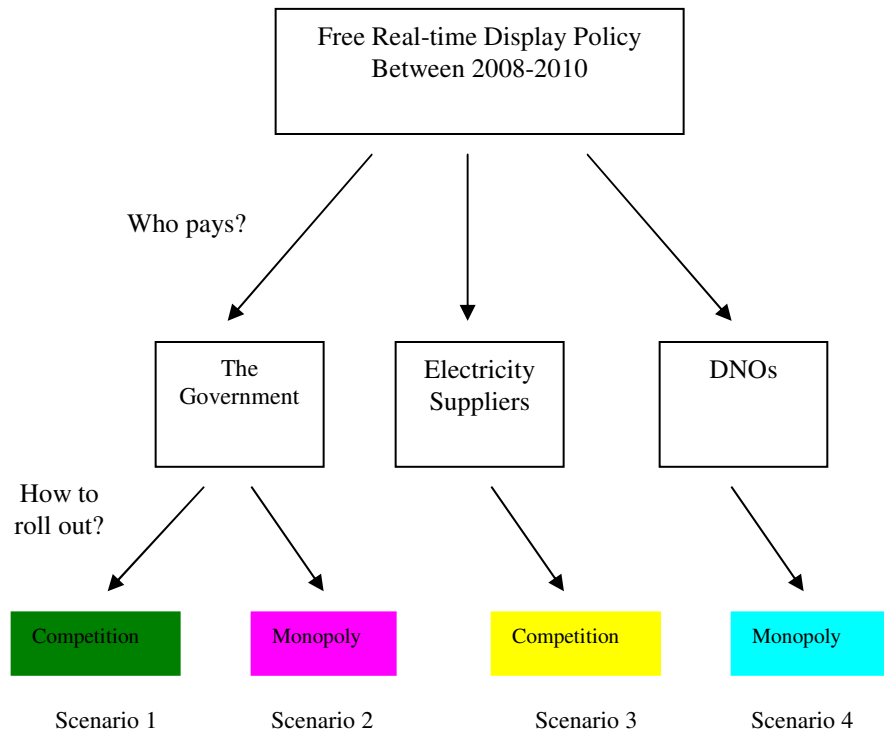 Free Real-time Display Policy
Between 2008-2010
Who pays?
The
Government
Electricity
Suppliers
DNOs
How to
roll out?
Competition
Monopoly
Competition
Monopoly
Scenario 1
Scenario 2
Scenario 3
Scenario 4